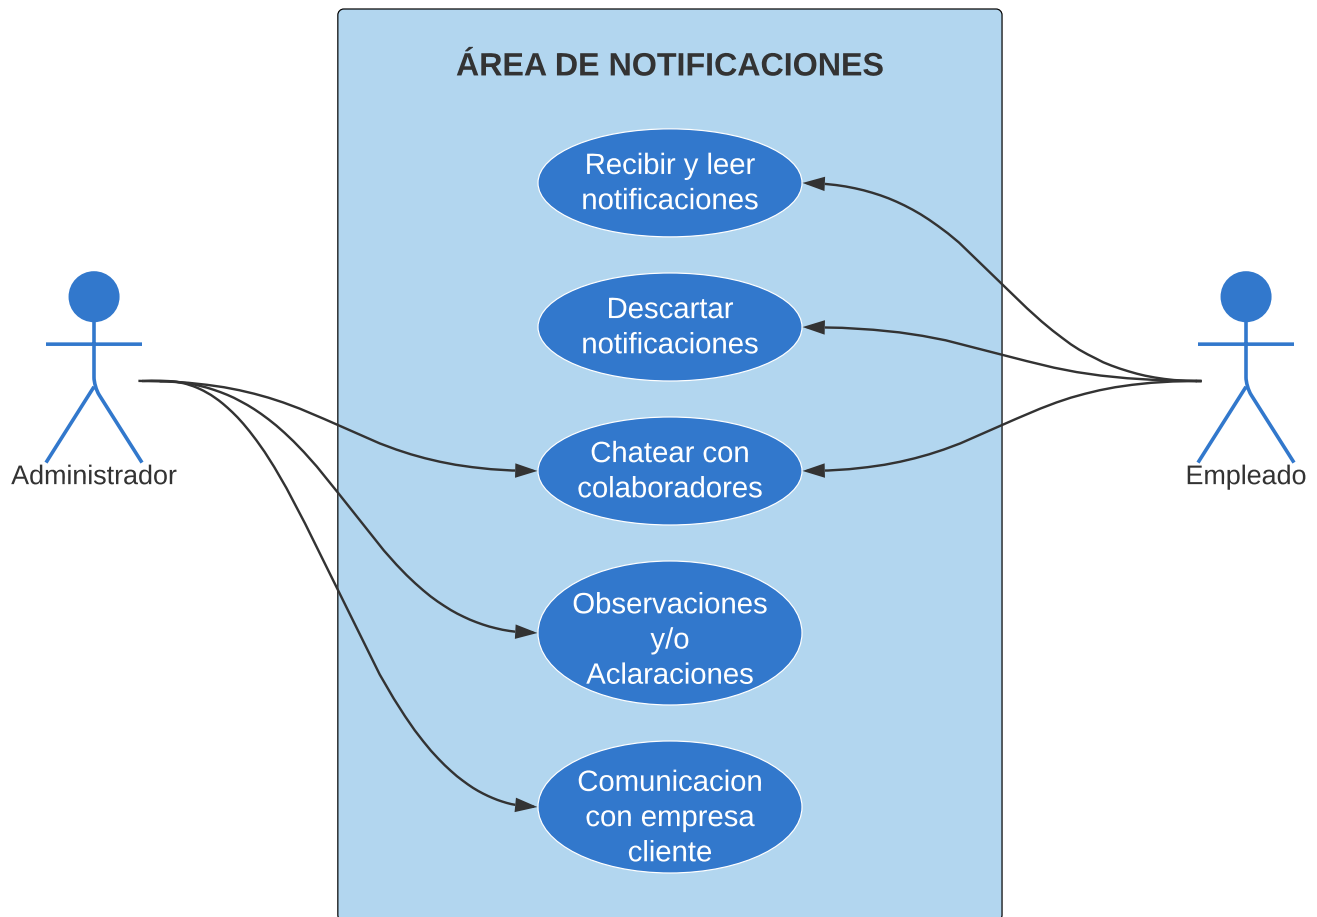 ÁREA DE NOTIFICACIONES
Recibir y leer
notificaciones
Descartar
notificaciones
Chatear con
colaboradores
Observaciones
y/o
Aclaraciones
Comunicacion
con empresa
cliente
Administrador
Empleado